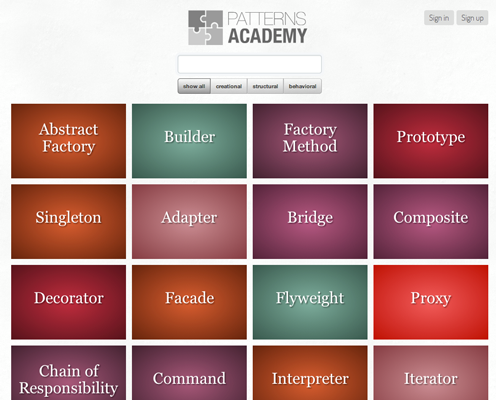 PATTERNS
ACADEMY
Sign in
Sign up
show all
creational
structural
behavioral
Abstract
Factory
Builder
Factory
Method
Prototype
Singleton
Adapter
Bridge
Composite
Decorator
Facade
Flyweight
Proxy
Chain of
Responsibility
Command
Interpreter
Iterator